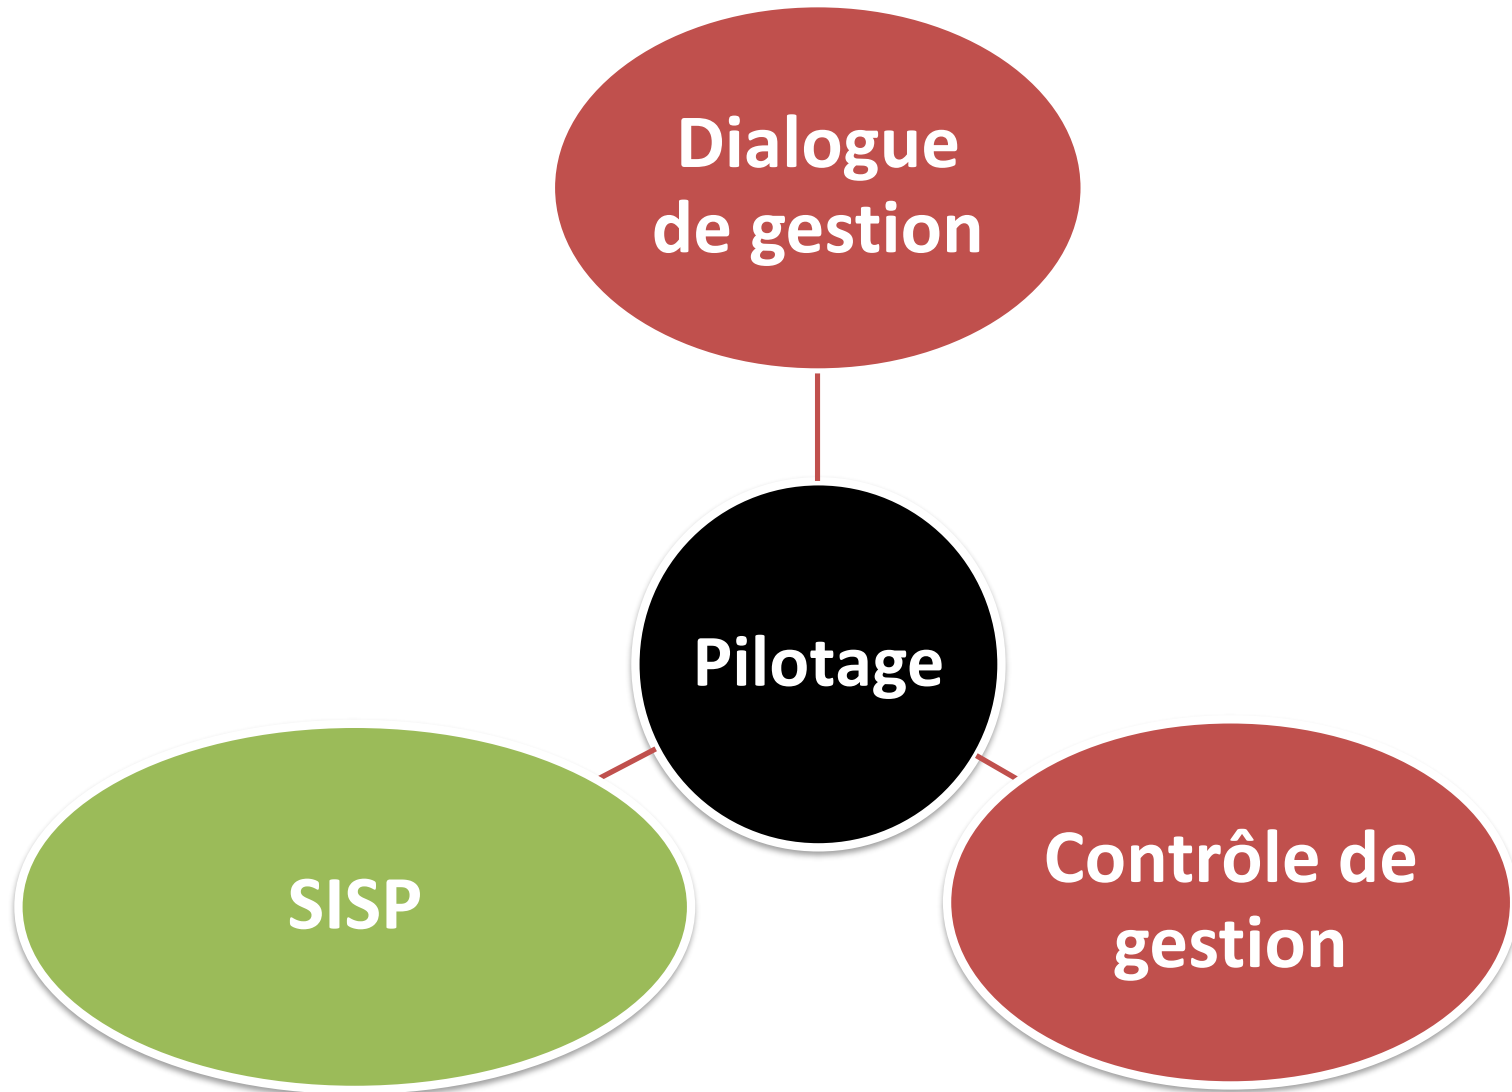 Dialogue
de gestion
Pilotage
SISP
Contrôle de
gestion